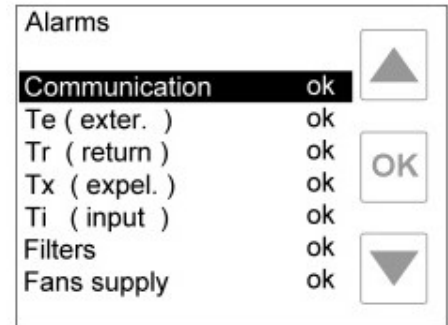 Alarms
Communication ok
Te ( exter. ) ok
Tr ( return ) ok
OK
Tx ( expel. ) ok
Ti ( input ) ok
Filters ok
Fans supply ok